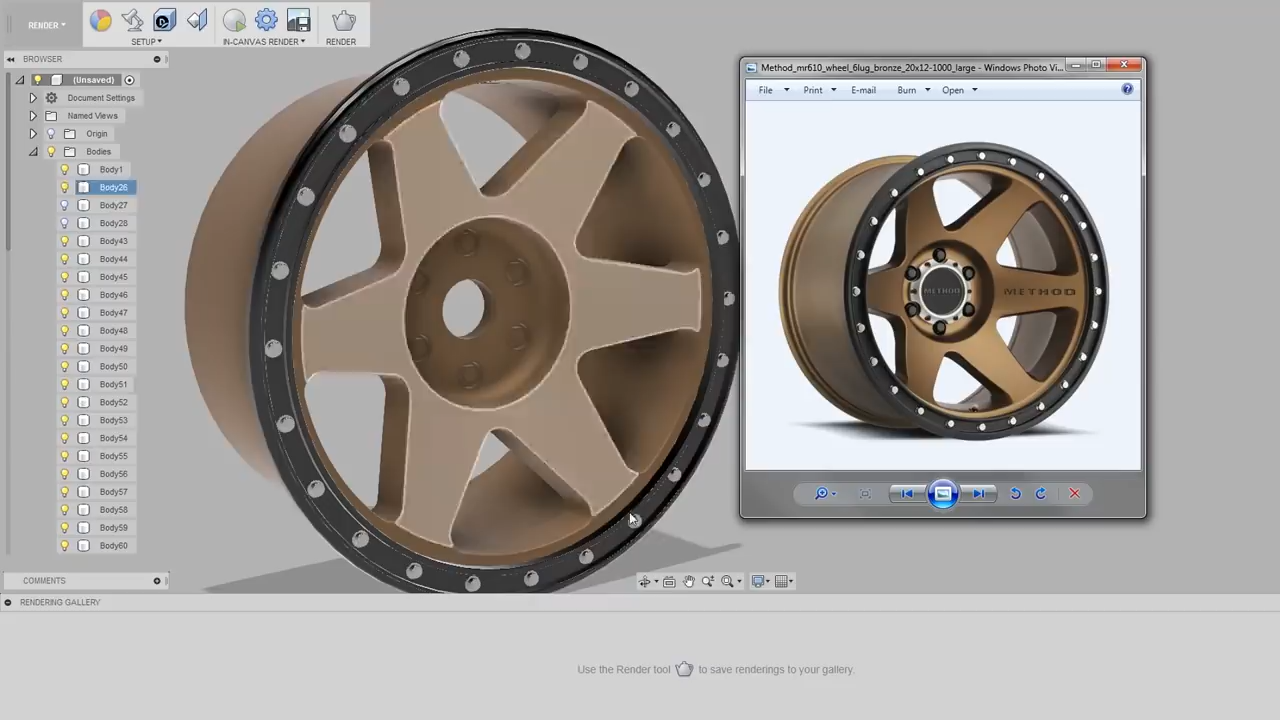 RENDER
SETUP
IN-CANVAS RENDER
RENDER
BROWSER
(Unsaved)
Document Settings
Named Views
Origin
Bodies
Body1
Body26
Body27
Body28
Body43
Body44
Body45
Body46
Body47
Body48
Body49
Body50
Body51
Body52
Body53
Body54
Body55
Body56
Body57
Body58
Body59
Body60
COMMENTS
RENDERING GALLERY
Use the Render tool to save renderings to your gallery.
Method_mr610_wheel_6lug_bronze_20x12-1000_large - Windows Photo Vi...
File Print E-mail Burn Open
METHOD
METHOD